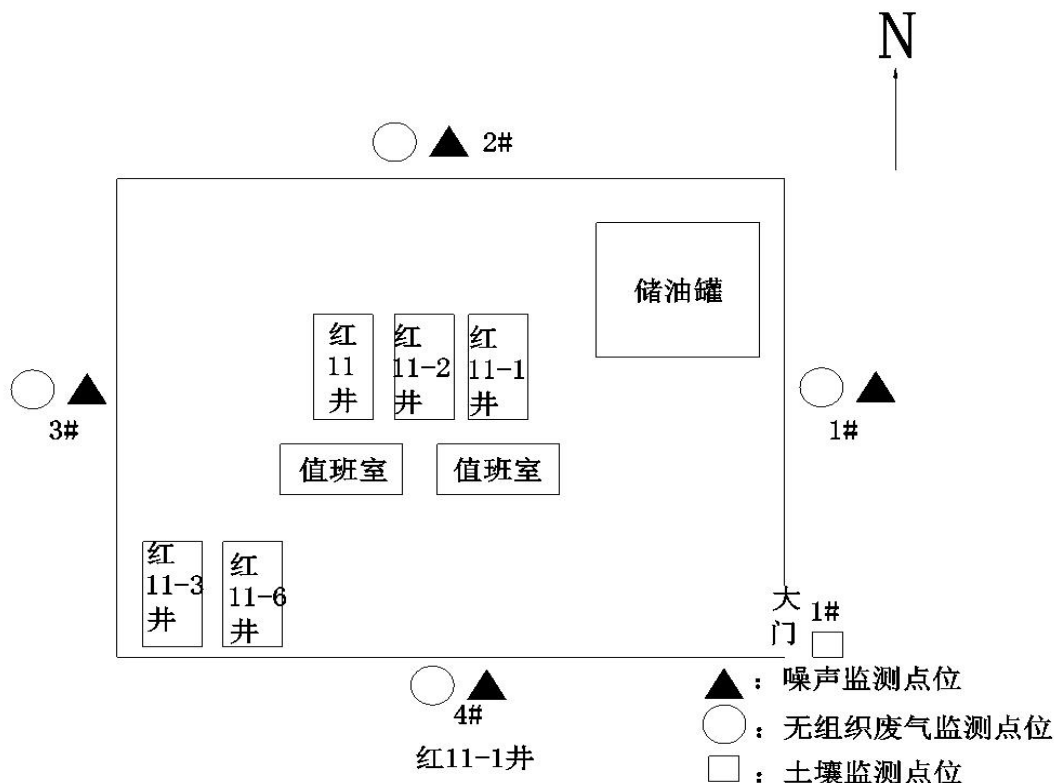 N
2#
储油罐
红
11
井
红
11-2
井
红
11-1
井
3#
1#
值班室
值班室
红
11-3
井
红
11-6
井
大
门
1#
4#
红11-1井
：噪声监测点位
：无组织废气监测点位
：土壤监测点位